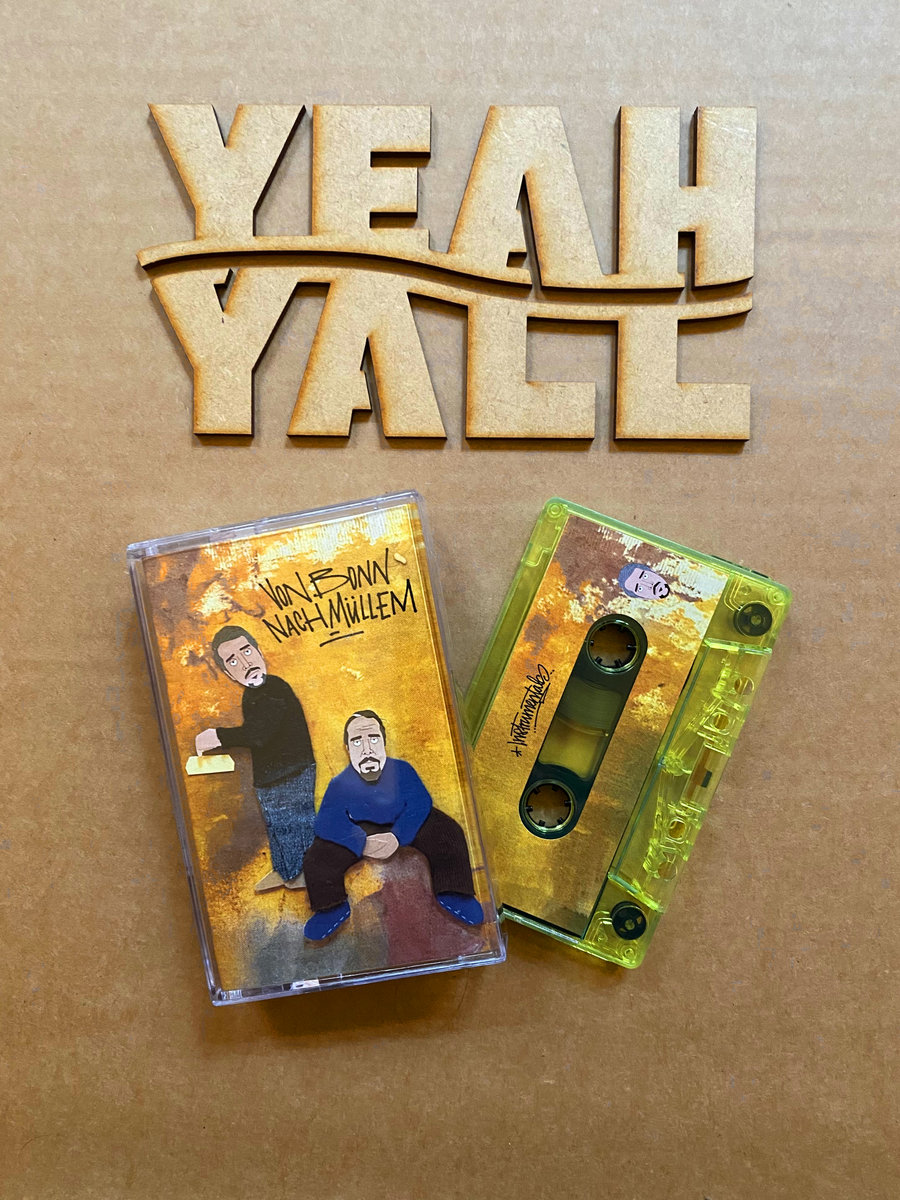 YEAH
YALL
VON BONN
NACH MÜLLEM
instrumentals